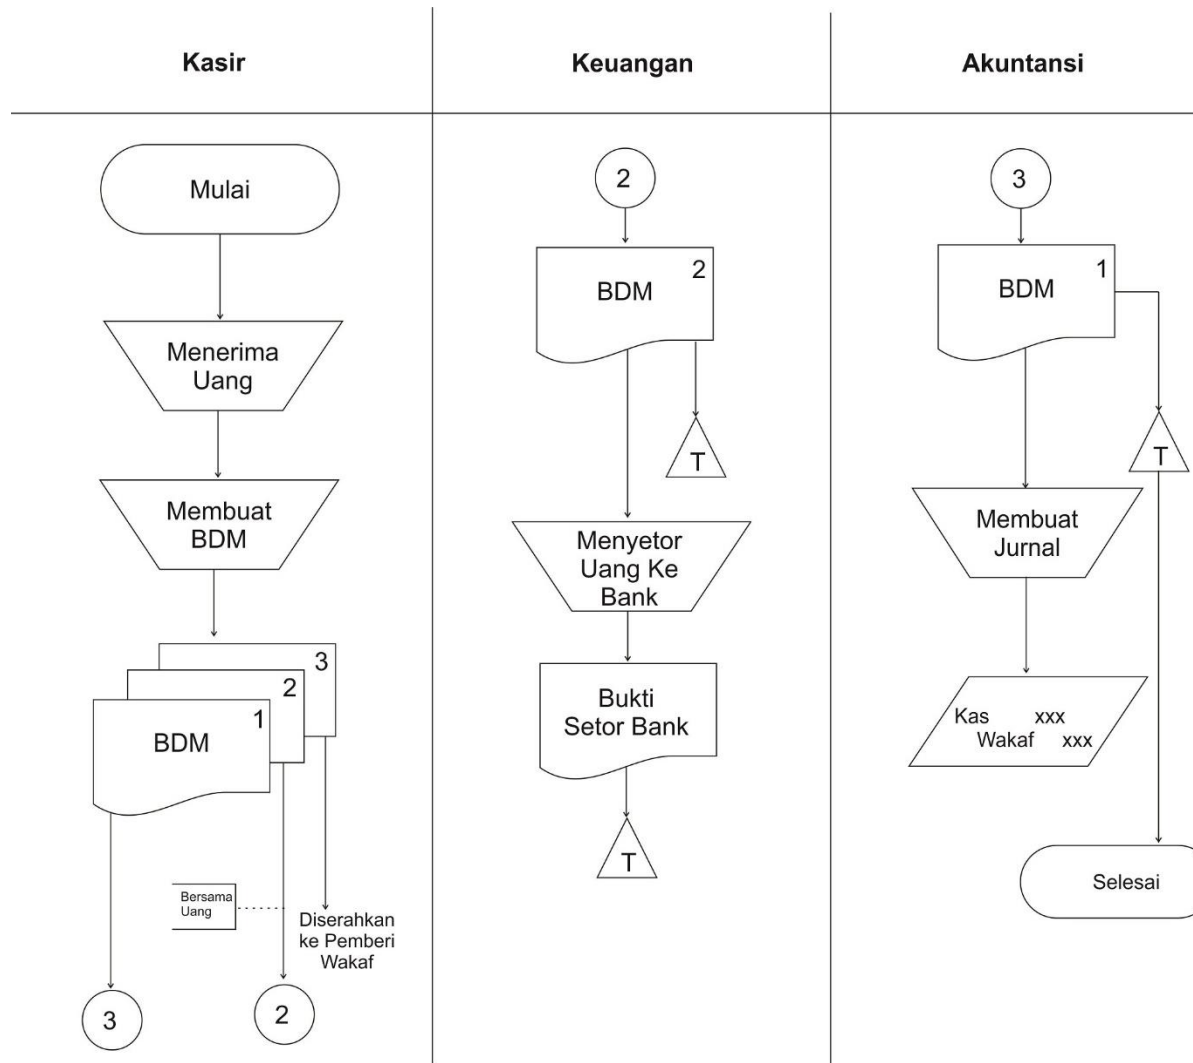 Kasir
Keuangan
Akuntansi
Mulai
Menerima
Uang
Membuat
BDM
3
2
1
BDM
Bersama
Uang
Diserahkan
ke Pemberi
Wakaf
3
2
2
2
BDM
T
Menyetor
Uang Ke
Bank
Bukti
Setor Bank
T
3
1
BDM
T
Membuat
Jurnal
Kas xxx
Wakaf xxx
Selesai